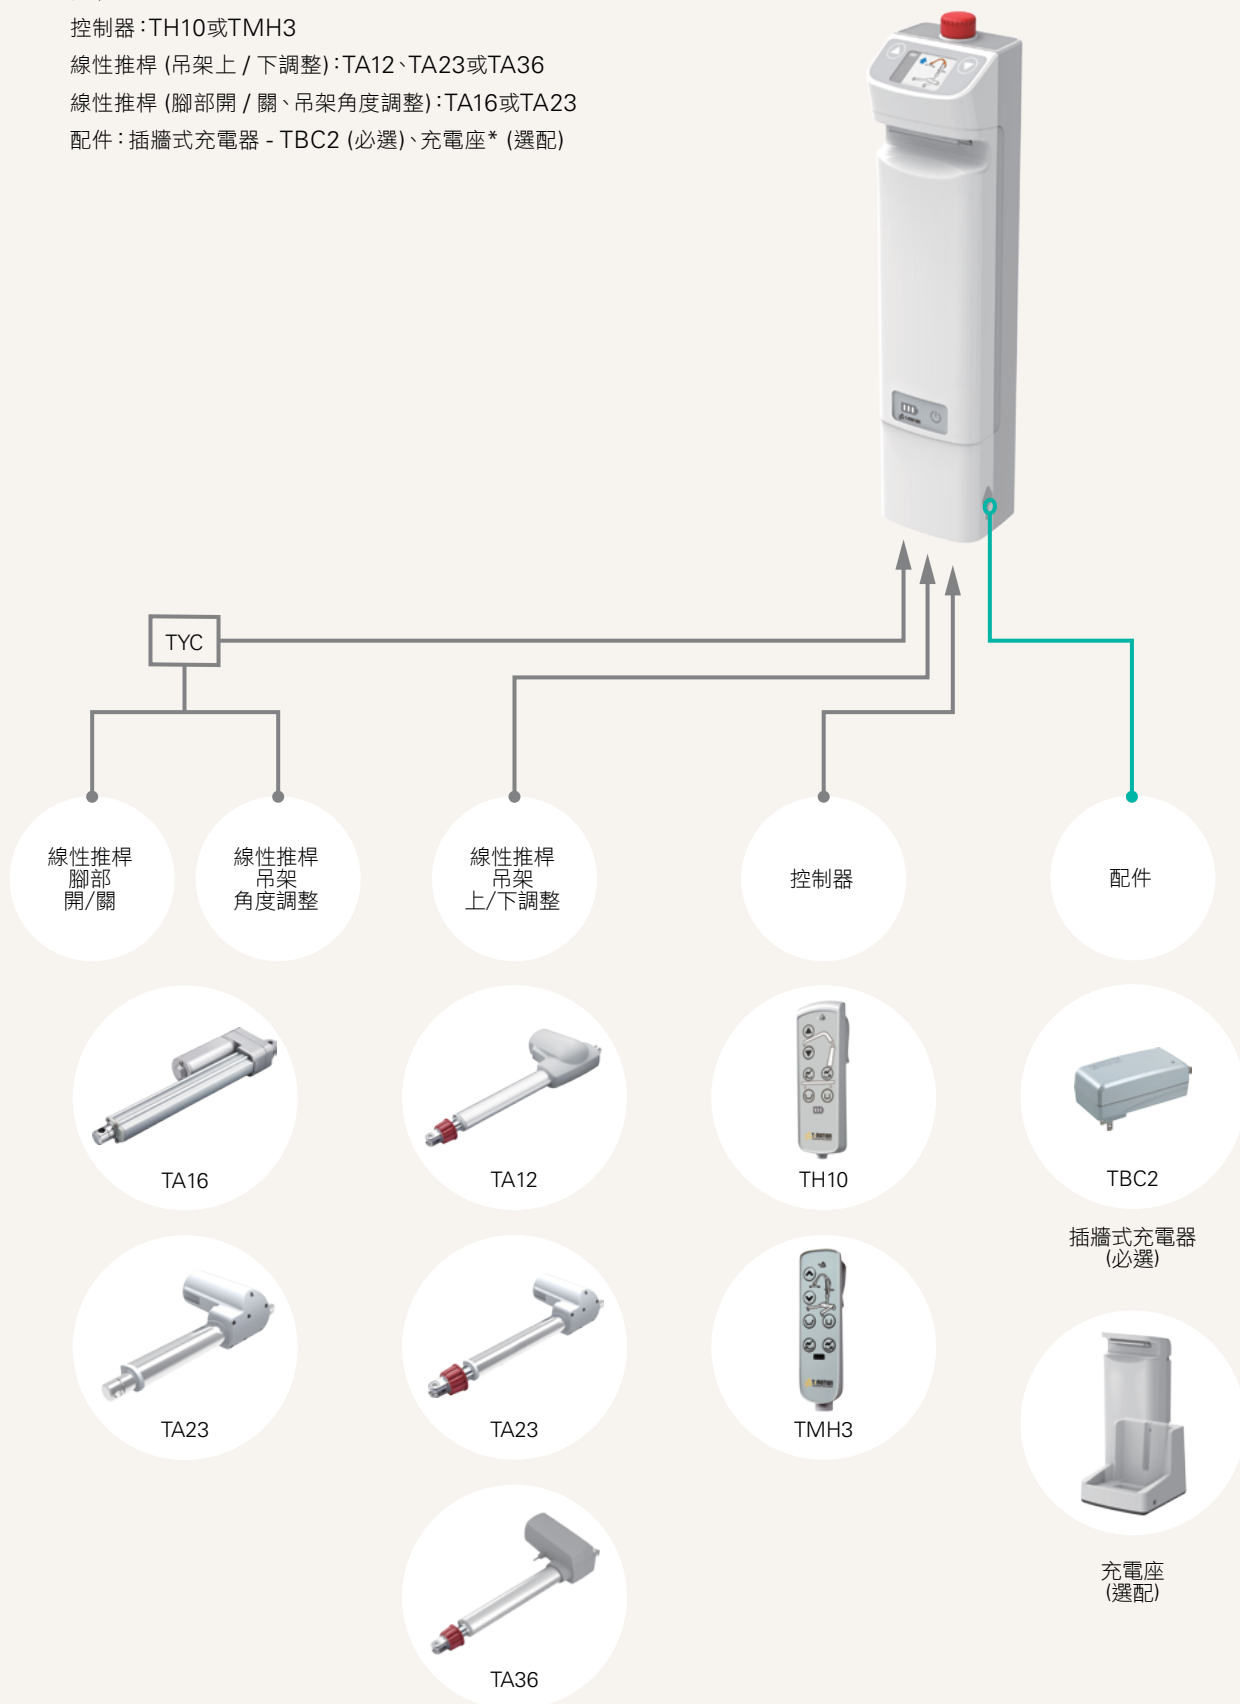 控制器：TH10或TMH3
線性推桿 (吊架上 / 下調整)：TA12、TA23或TA36
線性推桿 (腳部開 / 關、吊架角度調整)：TA16或TA23
配件：插牆式充電器 - TBC2 (必選)、充電座* (選配)
TYC
線性推桿
腳部
開/關
線性推桿
吊架
角度調整
線性推桿
吊架
上/下調整
控制器
配件
TA16
TA12
TH10
TBC2
插牆式充電器
(必選)
TA23
TA23
TMH3
充電座
(選配)
TA36